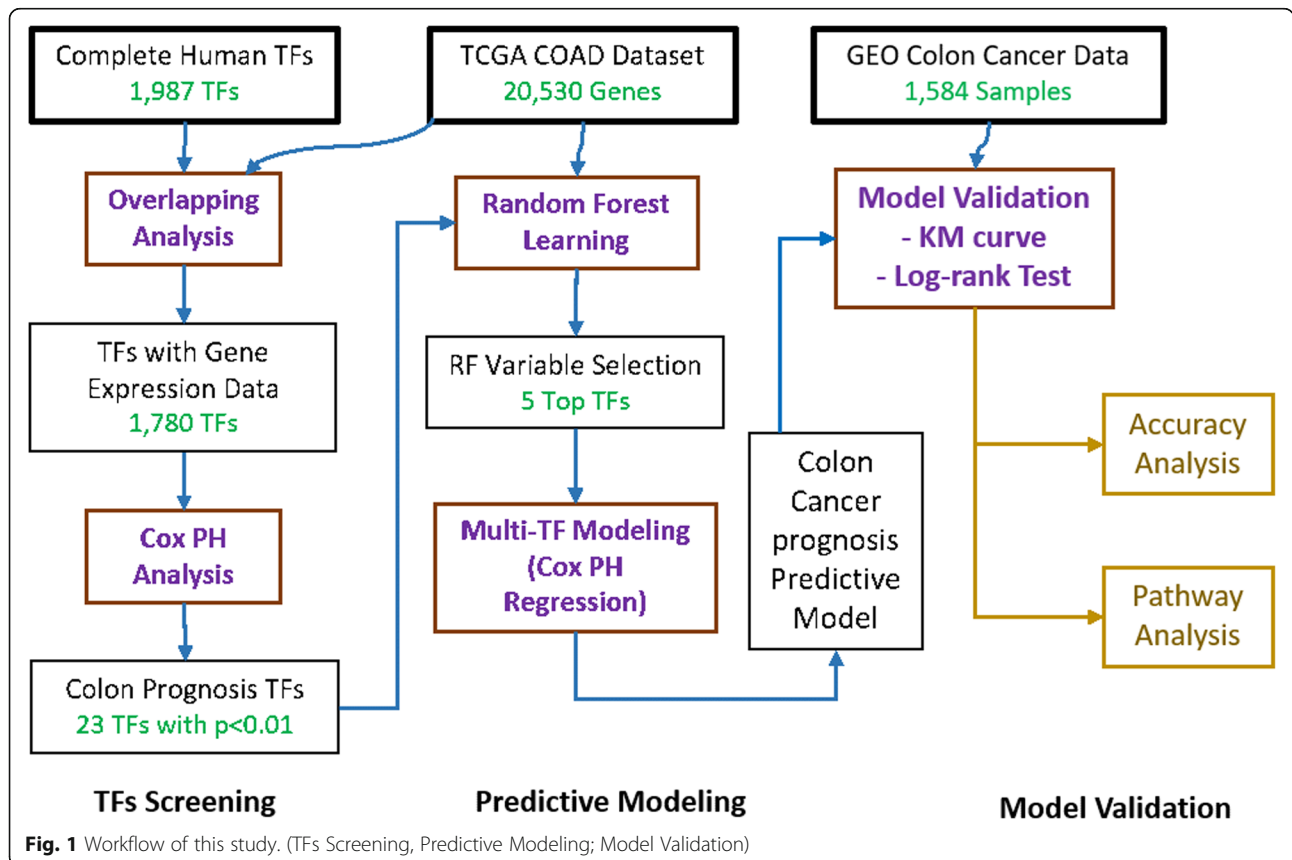 Complete Human TFs
1,987 TFs
TCGA COAD Dataset
20,530 Genes
GEO Colon Cancer Data
1,584 Samples
Overlapping
Analysis
Random Forest
Learning
Model Validation
- KM curve
- Log-rank Test
TFs with Gene
Expression Data
1,780 TFs
RF Variable Selection
5 Top TFs
Cox PH
Analysis
Multi-TF Modeling
(Cox PH
Regression)
Colon
Cancer
prognosis
Predictive
Model
Accuracy
Analysis
Pathway
Analysis
Colon Prognosis TFs
23 TFs with p<0.01
TFs Screening
Predictive Modeling
Model Validation
Fig. 1 Workflow of this study. (TFs Screening, Predictive Modeling; Model Validation)